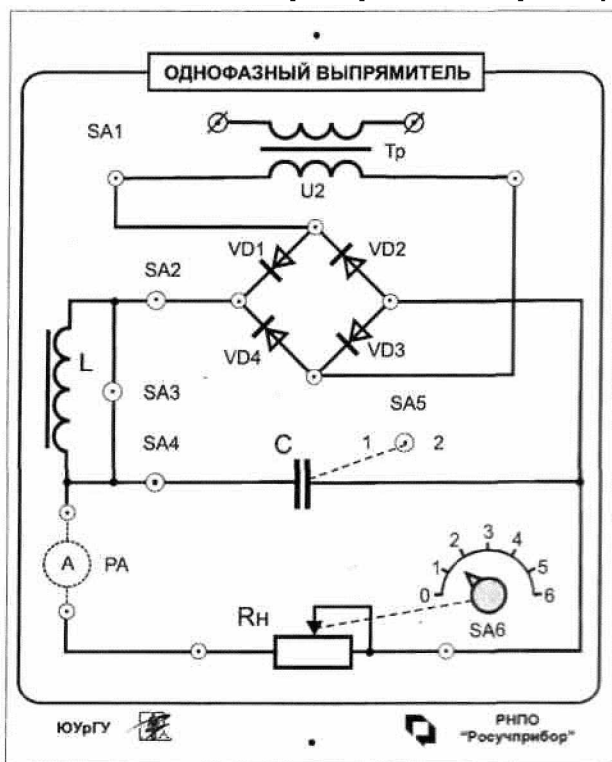 ОДНОФАЗНЫЙ ВЫПРЯМИТЕЛЬ
SA1
Тр
U2
VD1
VD2
SA2
VD4
VD3
L
SA3
SA5
SA4
C
1
2
A
PA
0
1
2
3
4
5
6
Rн
SA6
ЮУрГУ
РНПО
"Росучприбор"